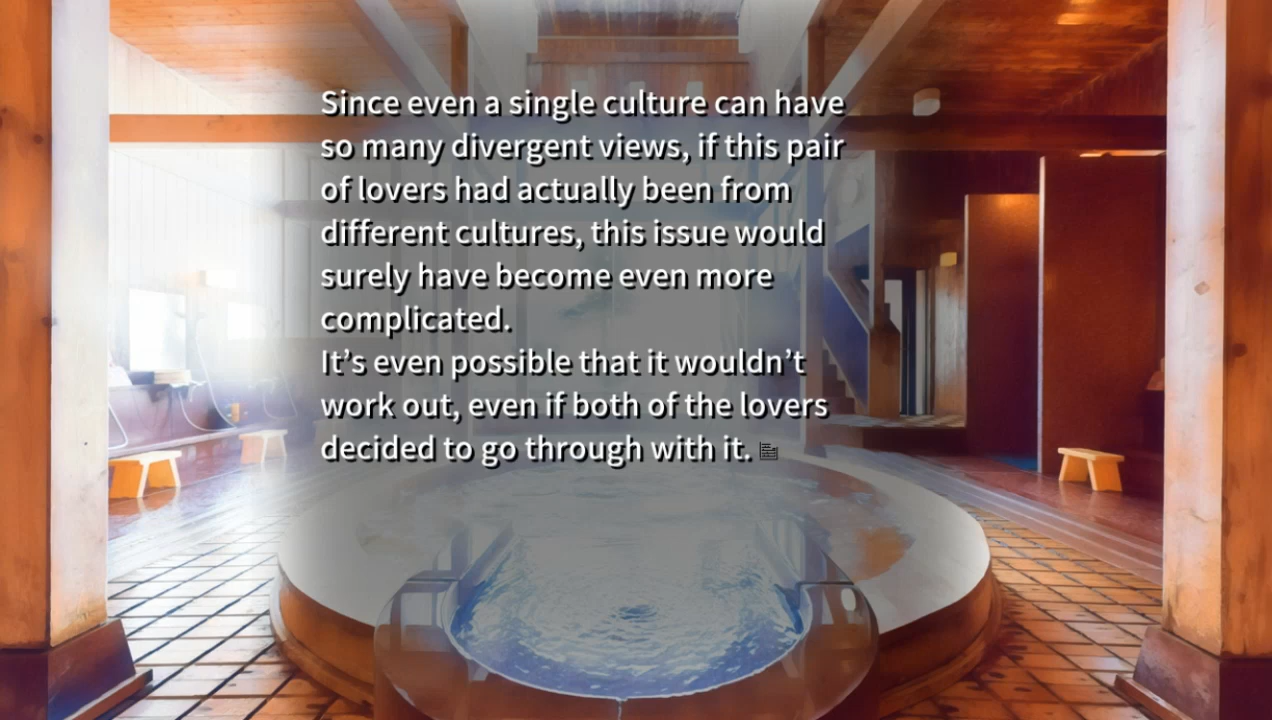 Since even a single culture can have
so many divergent views, if this pair
of lovers had actually been from
different cultures, this issue would
surely have become even more
complicated.
It’s even possible that it wouldn’t
work out, even if both of the lovers
decided to go through with it.